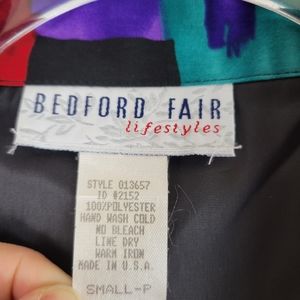 BEDFORD FAIR
lifestyles
STYLE 013657
ID #2152
100%POLYESTER
HAND WASH COLD
NO BLEACH
LINE DRY
WARM IRON
MADE IN U.S.A.
SMALL-P